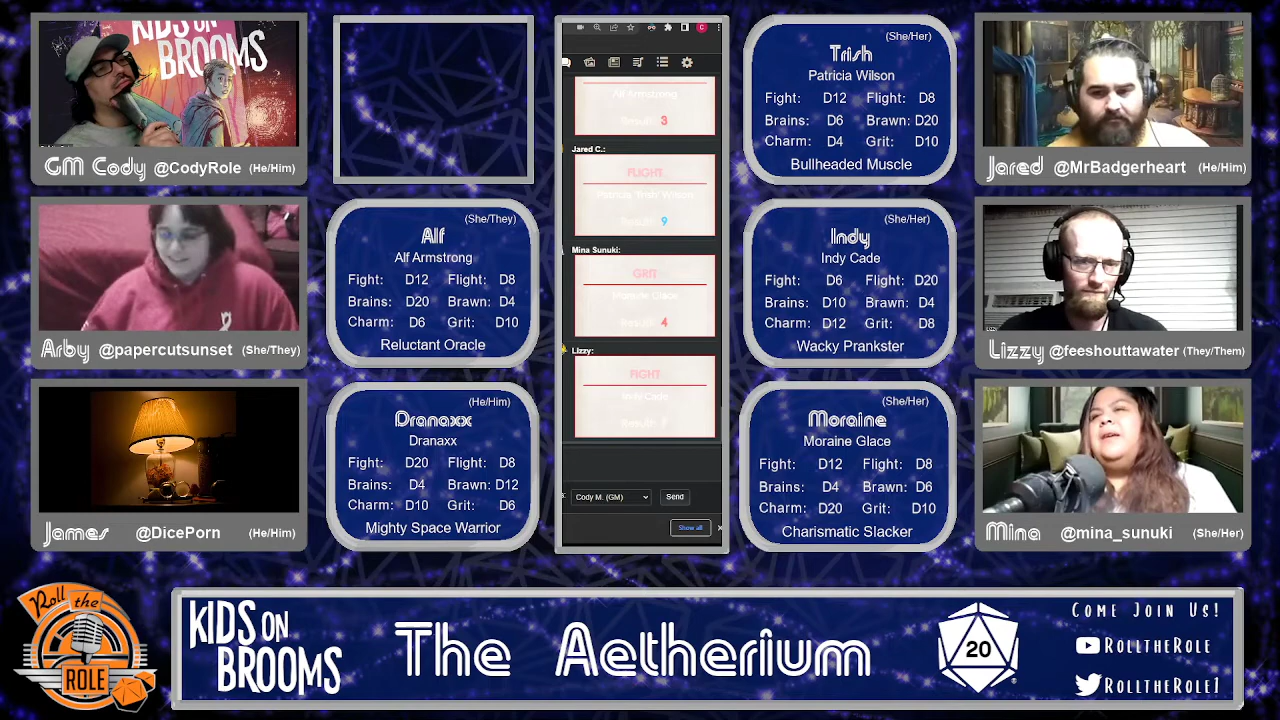 KIDS ON
BROOMS
GM Cody @CodyRole (He/Him)
Arby @papercutsunset (She/They)
James @DicePorn (He/Him)
(She/They)
Alf
Alf Armstrong
Fight: D12 Flight: D8
Brains: D20 Brawn: D4
Charm: D6 Grit: D10
Reluctant Oracle
(He/Him)
Dranaxx
Dranaxx
Fight: D20 Flight: D8
Brains: D4 Brawn: D12
Charm: D10 Grit: D6
Mighty Space Warrior
Alf Armstrong
Result: 3
Jared C.:
FLIGHT
Patricia 'Trish' Wilson
Result: 9
Mina Sunuki:
GRIT
Glace
Result: 4
Lizzy:
FIGHT
Indy Cade
Result:
Cody M. (GM)
Send
Show all
(She/Her)
Trish
Patricia Wilson
Fight: D12 Flight: D8
Brains: D6 Brawn: D20
Charm: D4 Grit: D10
Bullheaded Muscle
(She/Her)
Indy
Indy Cade
Fight: D6 Flight: D20
Brains: D10 Brawn: D4
Charm: D12 Grit: D8
Wacky Prankster
(She/Her)
Moraine
Moraine Glace
Fight: D12 Flight: D8
Brains: D4 Brawn: D6
Charm: D20 Grit: D10
Charismatic Slacker
Jared @MrBadgerheart (He/Him)
Lizzy @feeshouttawater (They/Them)
Mina @mina_sunuki (She/Her)
Roll the
ROLE
KIDS ON
BROOMS
The Aetherium
20
COME JOIN US!
ROLLTHEROLE
ROLLTHEROLE1